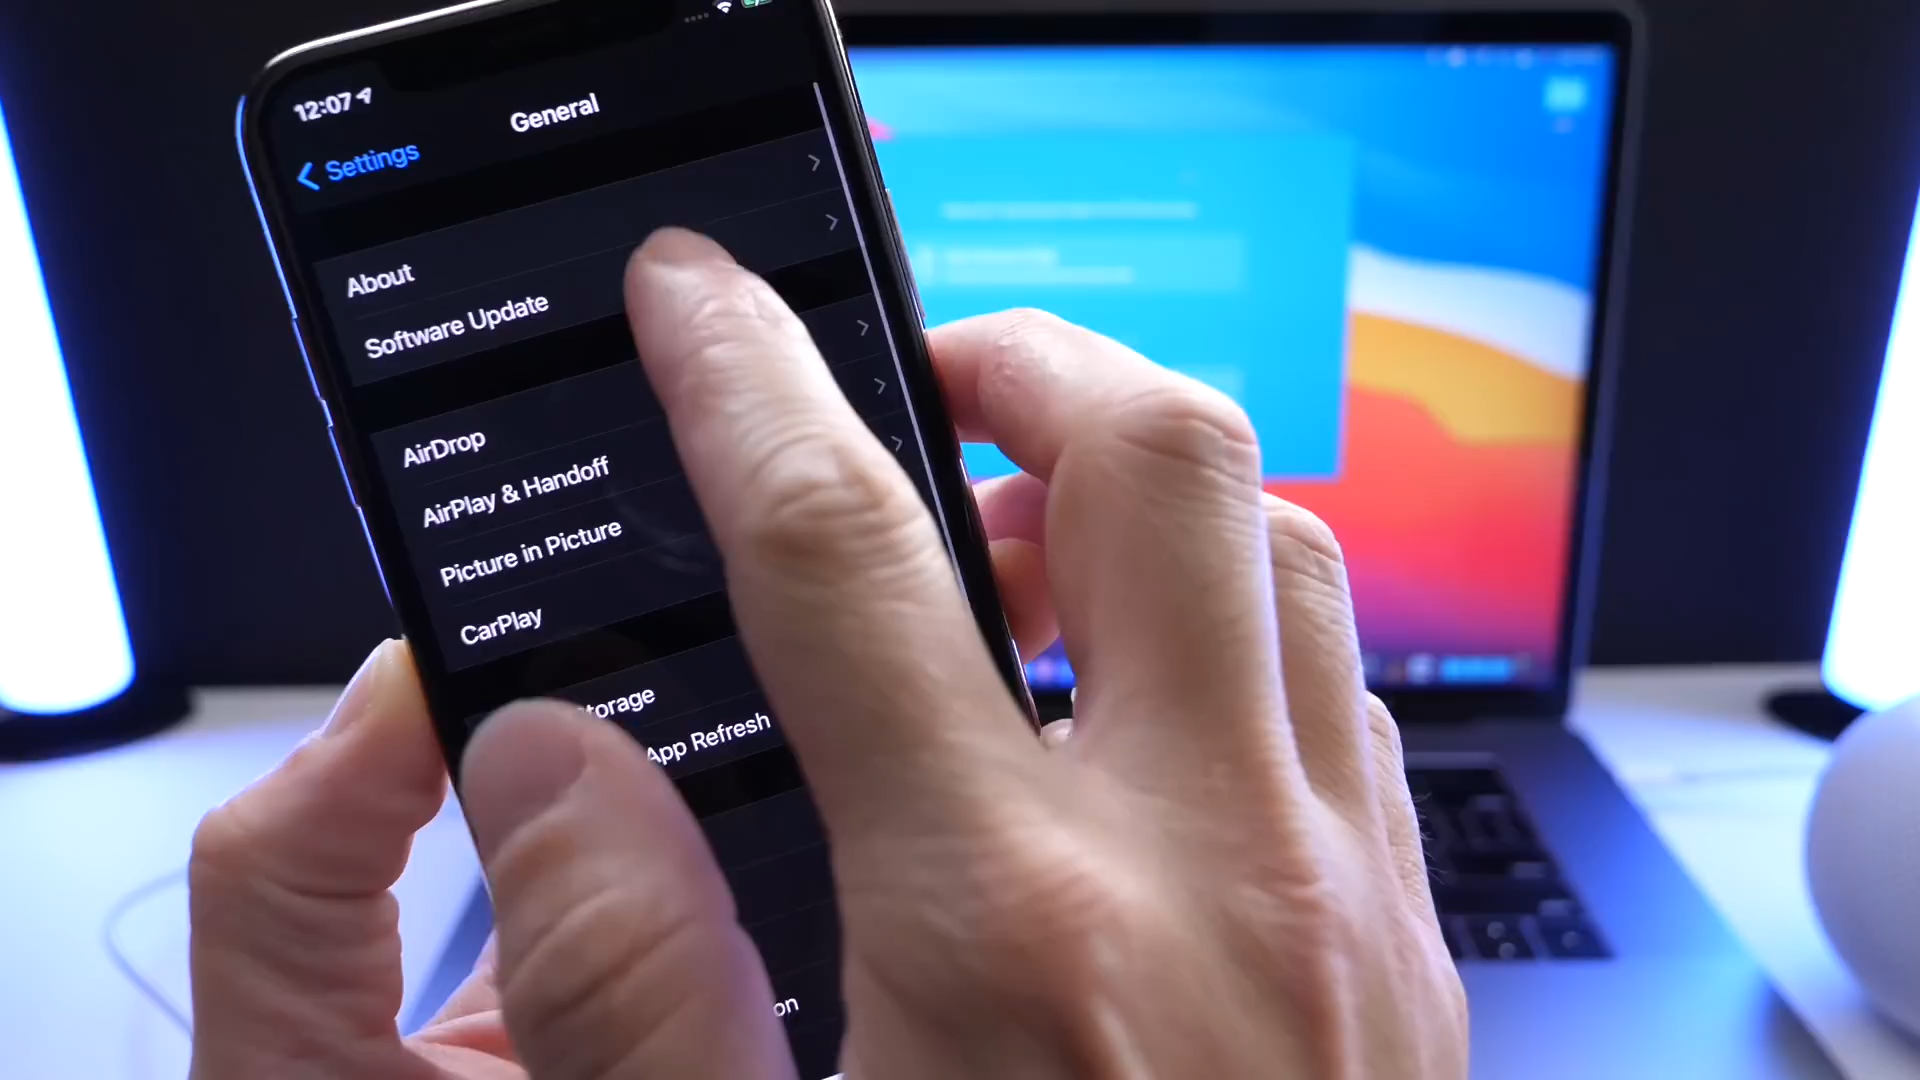 12:07
General
Settings
About
Software Update
AirDrop
AirPlay & Handoff
Picture in Picture
CarPlay
App Refresh